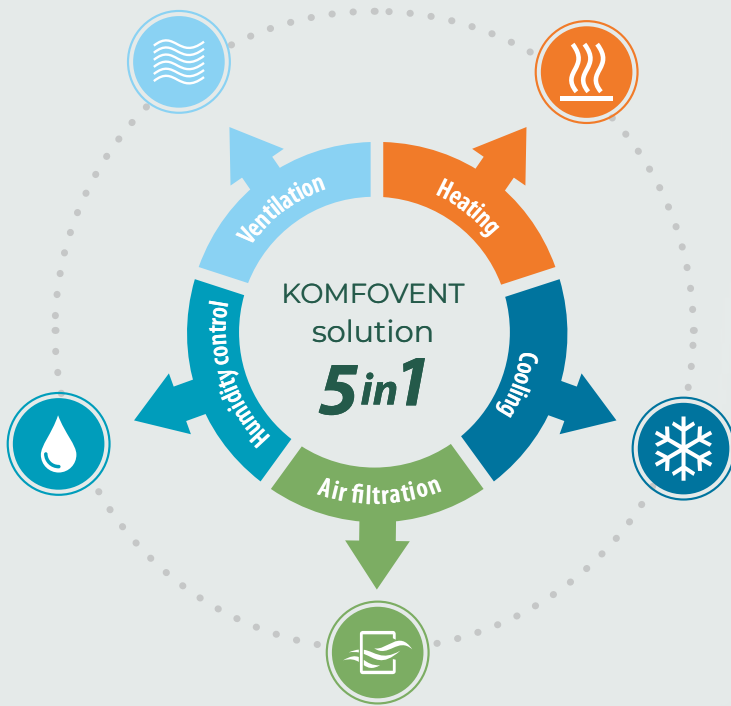 Ventilation
Heating
KOMFOVENT
solution
5in1
Humidity control
Cooling
Air filtration